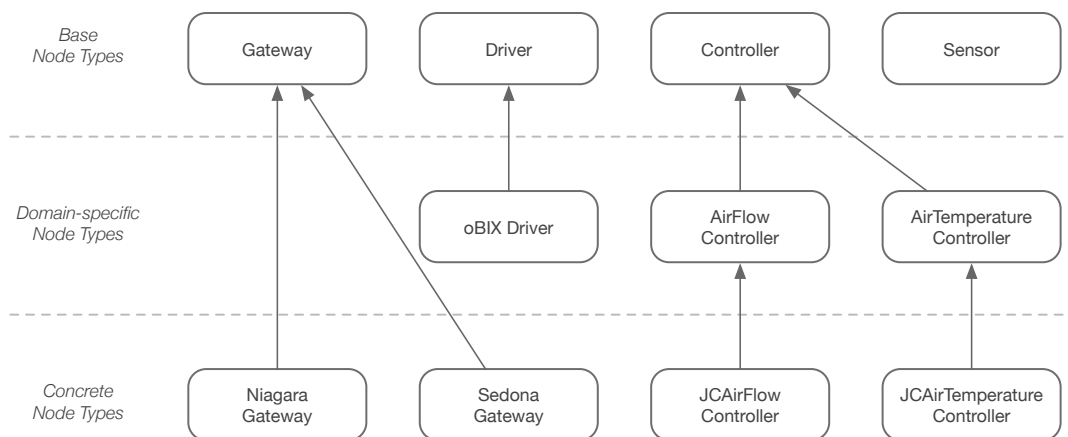 Base
Node Types
Gateway
Driver
Controller
Sensor
Domain-specific
Node Types
oBIX Driver
AirFlow
Controller
AirTemperature
Controller
Concrete
Node Types
Niagara
Gateway
Sedona
Gateway
JCAirFlow
Controller
JCAirTemperature
Controller